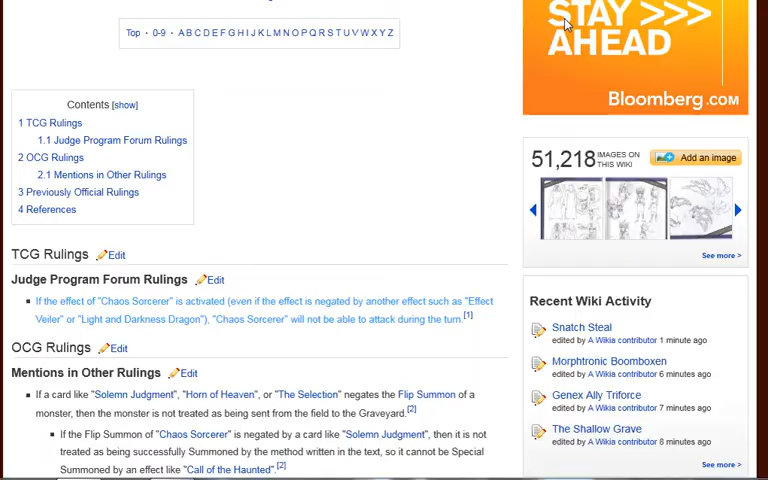 Top · 0-9 · A B C D E F G H I J K L M N O P Q R S T U V W X Y Z
Contents [show]
1 TCG Rulings
1.1 Judge Program Forum Rulings
2 OCG Rulings
2.1 Mentions in Other Rulings
3 Previously Official Rulings
4 References
TCG Rulings Edit
Judge Program Forum Rulings Edit
If the effect of "Chaos Sorcerer" is activated (even if the effect is negated by another effect such as "Effect
Veiler" or "Light and Darkness Dragon"), "Chaos Sorcerer" will not be able to attack during the turn.[1]
OCG Rulings Edit
Mentions in Other Rulings Edit
If a card like "Solemn Judgment", "Horn of Heaven", or "The Selection" negates the Flip Summon of a
monster, then the monster is not treated as being sent from the field to the Graveyard.[2]
If the Flip Summon of "Chaos Sorcerer" is negated by a card like "Solemn Judgment", then it is not
treated as being successfully Summoned by the method written in the text, so it cannot be Special
Summoned by an effect like "Call of the Haunted".[2]
STAY >>>
AHEAD
Bloomberg.COM
51,218 IMAGES ON
THIS WIKI
Add an image
See more >
Recent Wiki Activity
Snatch Steal
edited by A Wikia contributor 1 minute ago
Morphtronic Boomboxen
edited by A Wikia contributor 6 minutes ago
Genex Ally Triforce
edited by A Wikia contributor 7 minutes ago
The Shallow Grave
edited by A Wikia contributor 8 minutes ago
See more >